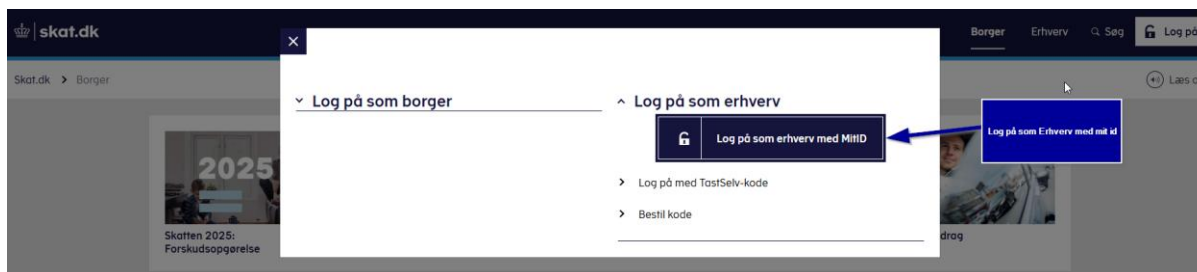 skat.dk
Borger
Erhverv
Søg
Log på
Skat.dk > Borger
Læs o
Log på som borger
Log på som erhverv
Log på som erhverv med MitID
Log på som Erhverv med mit id
Log på med TastSelv-kode
Bestil kode
2025
Skatten 2025:
Forskudsopgørelse
drag